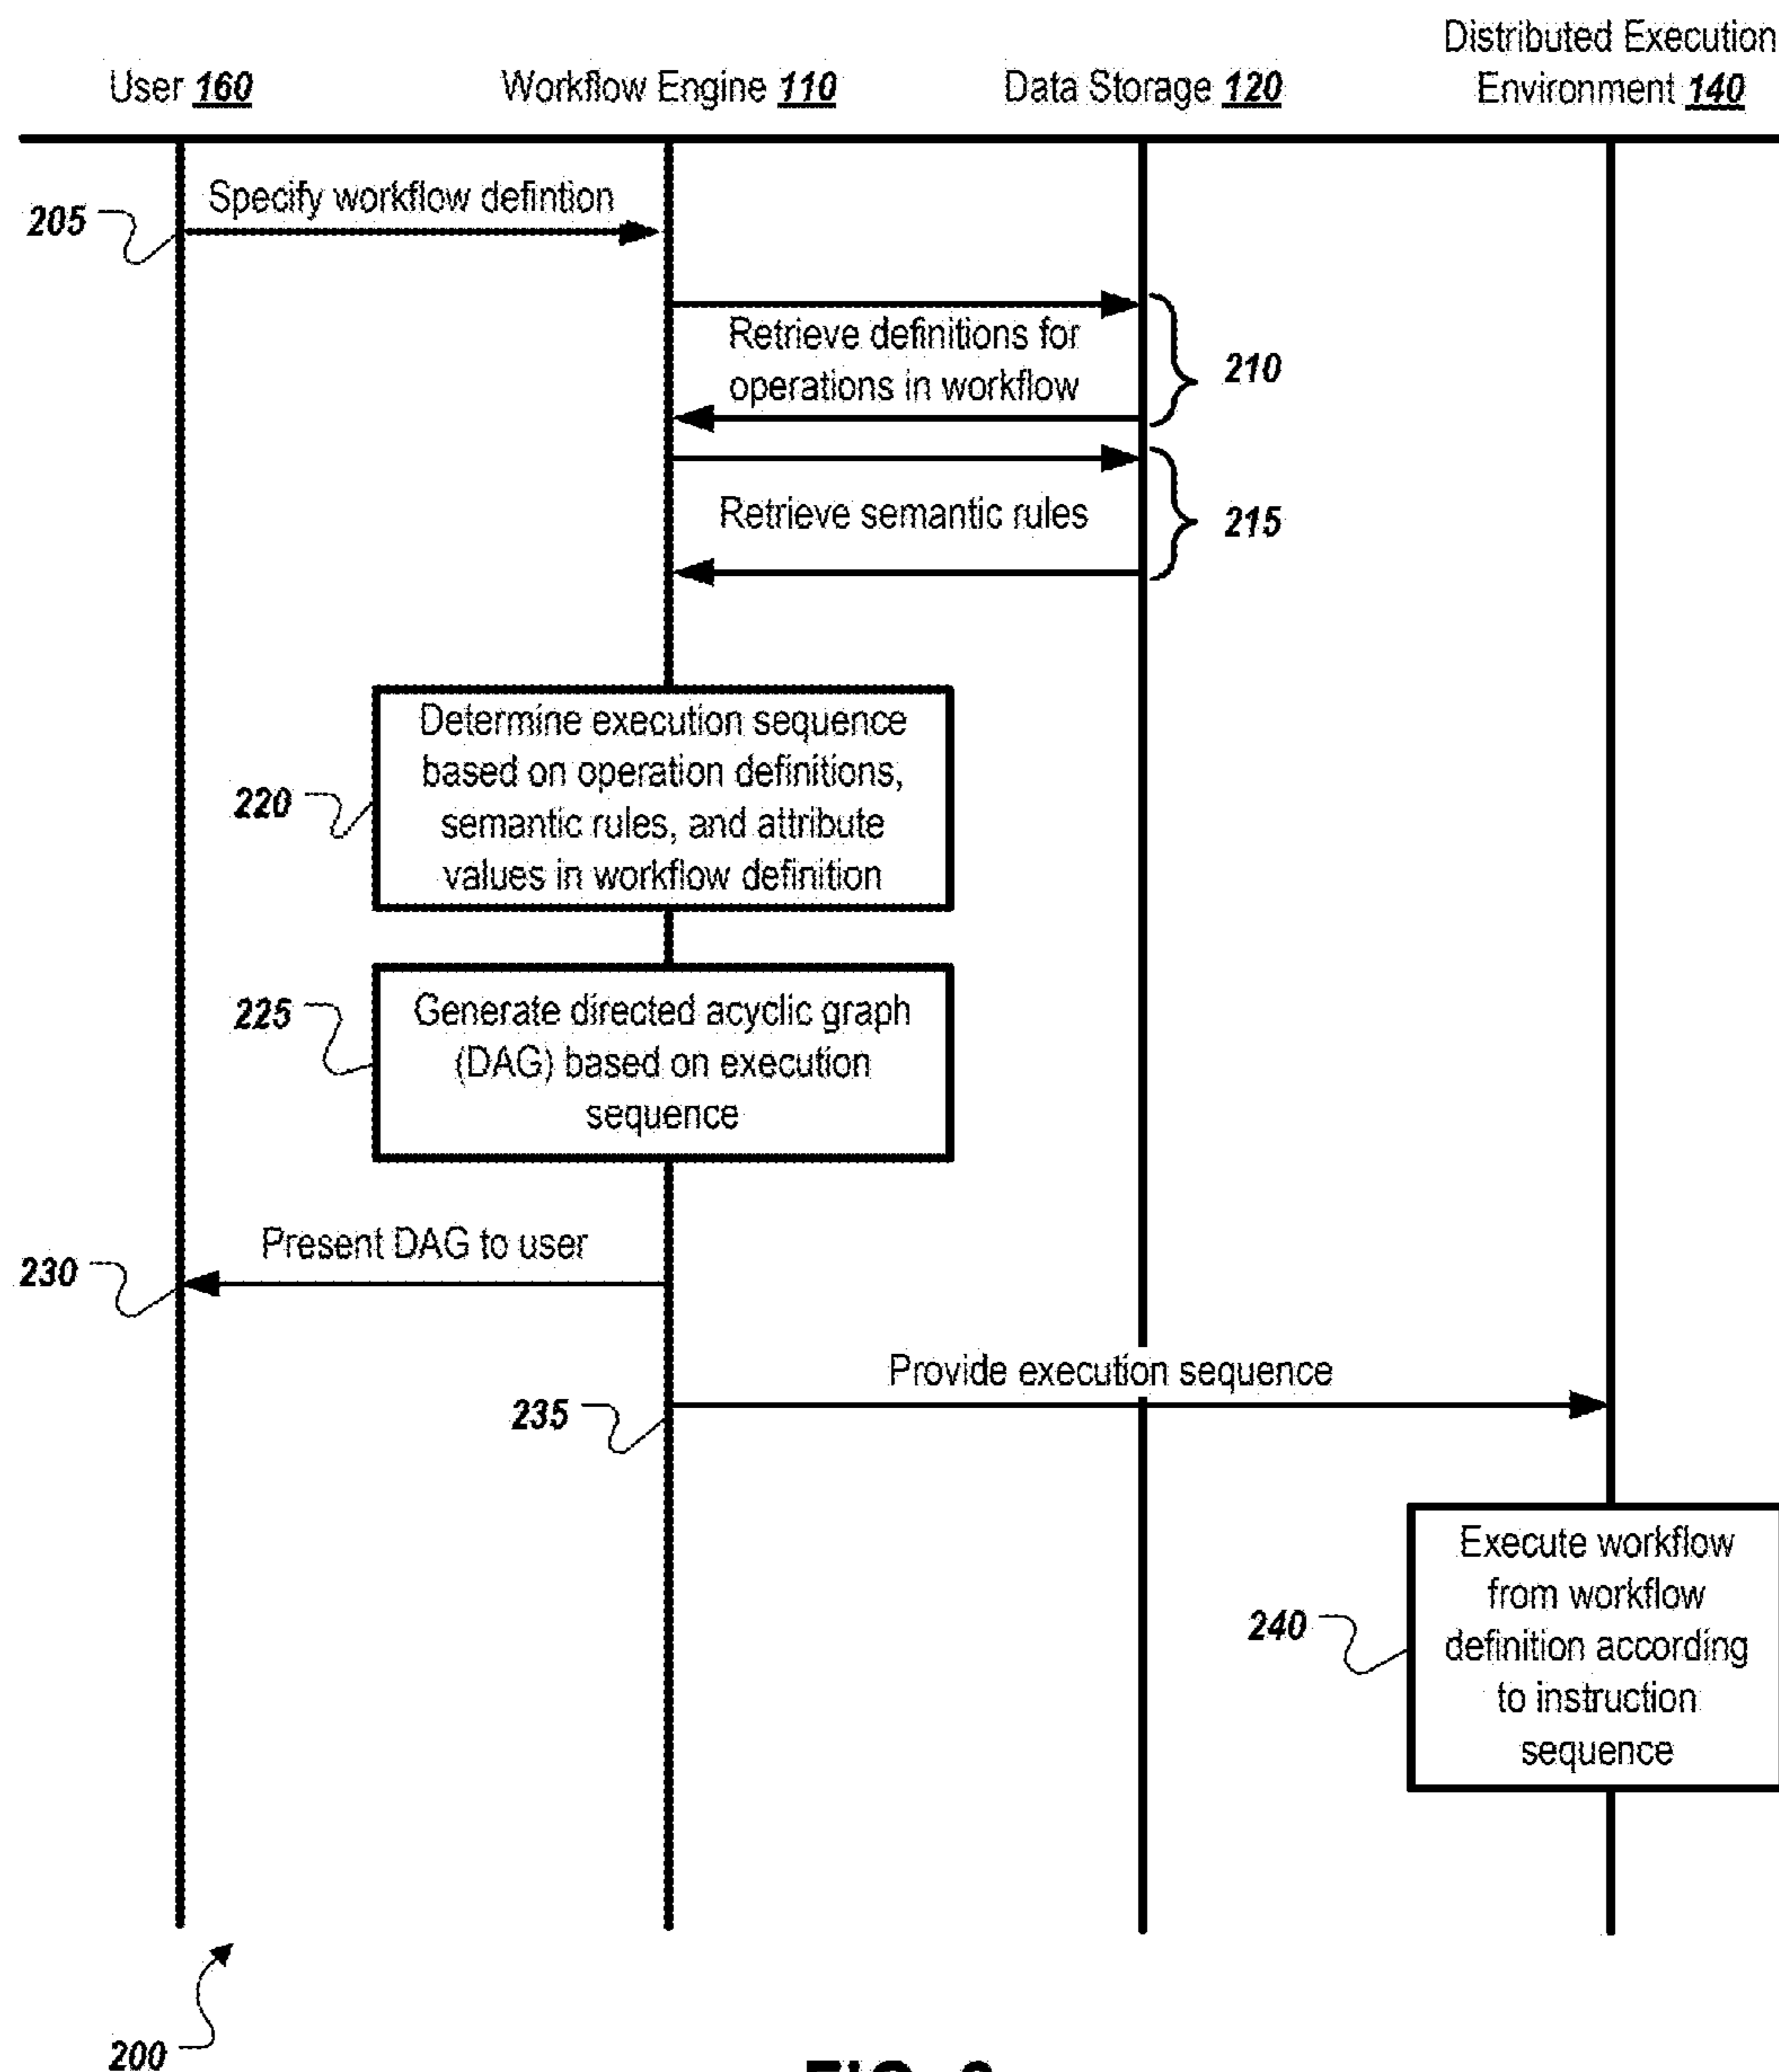 Distributed Execution
User 160 Workflow Engine 110 Data Storage 120 Environment 140
Specify workflow defintion
205
Retrieve definitions for
operations in workflow
210
Retrieve semantic rules
215
Determine execution sequence
based on operation definitions,
semantic rules, and attribute
values in workflow definition
220
Generate directed acyclic graph
(DAG) based on execution
sequence
225
Present DAG to user
230
Provide execution sequence
235
Execute workflow
from workflow
definition according
to instruction
sequence
240
200